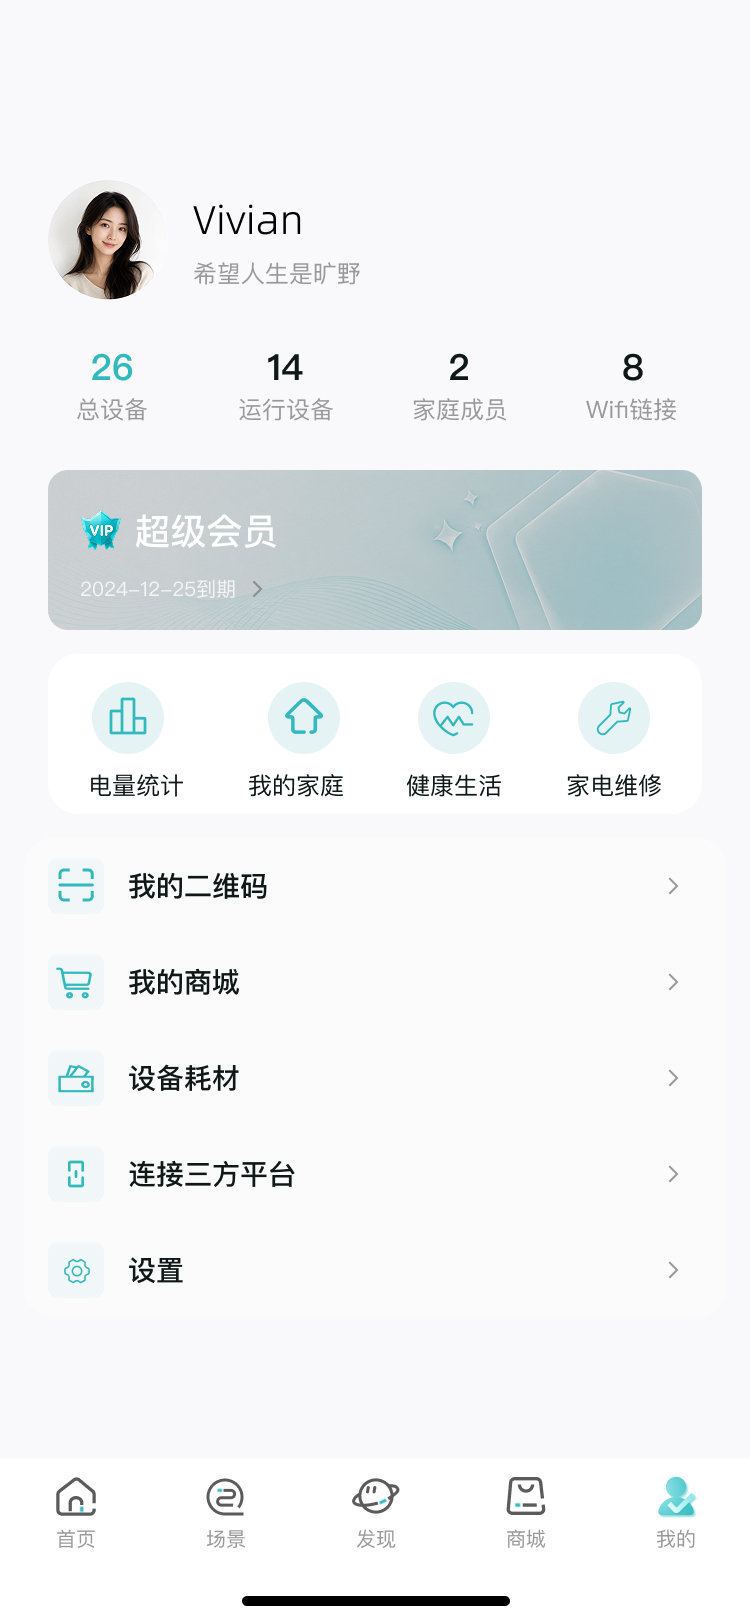 Vivian
希望人生是旷野
26
14
2
8
总设备
运行设备
家庭成员
Wifi链接
VIP
超级会员
2024-12-25到期
电量统计
我的家庭
健康生活
家电维修
我的二维码
我的商城
设备耗材
连接三方平台
设置
首页
场景
发现
商城
我的